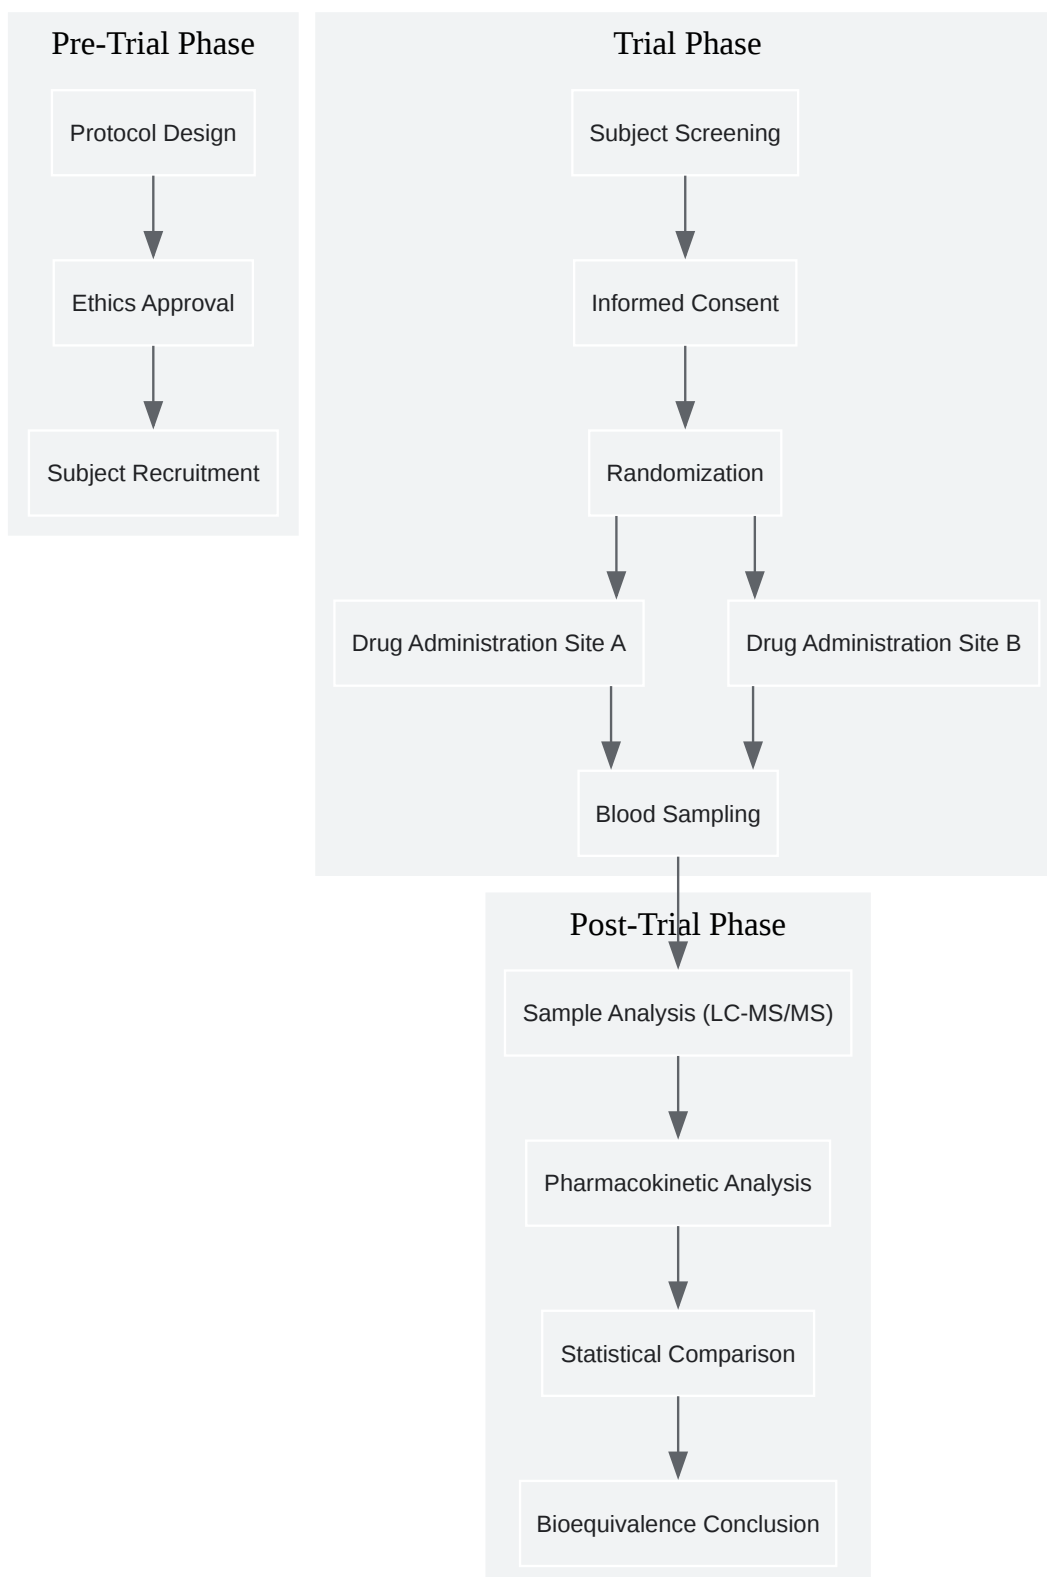 Pre-Trial Phase
Protocol Design
Ethics Approval
Subject Recruitment
Trial Phase
Subject Screening
Informed Consent
Randomization
Drug Administration Site A
Drug Administration Site B
Blood Sampling
Post-Trial Phase
Sample Analysis (LC-MS/MS)
Pharmacokinetic Analysis
Statistical Comparison
Bioequivalence Conclusion